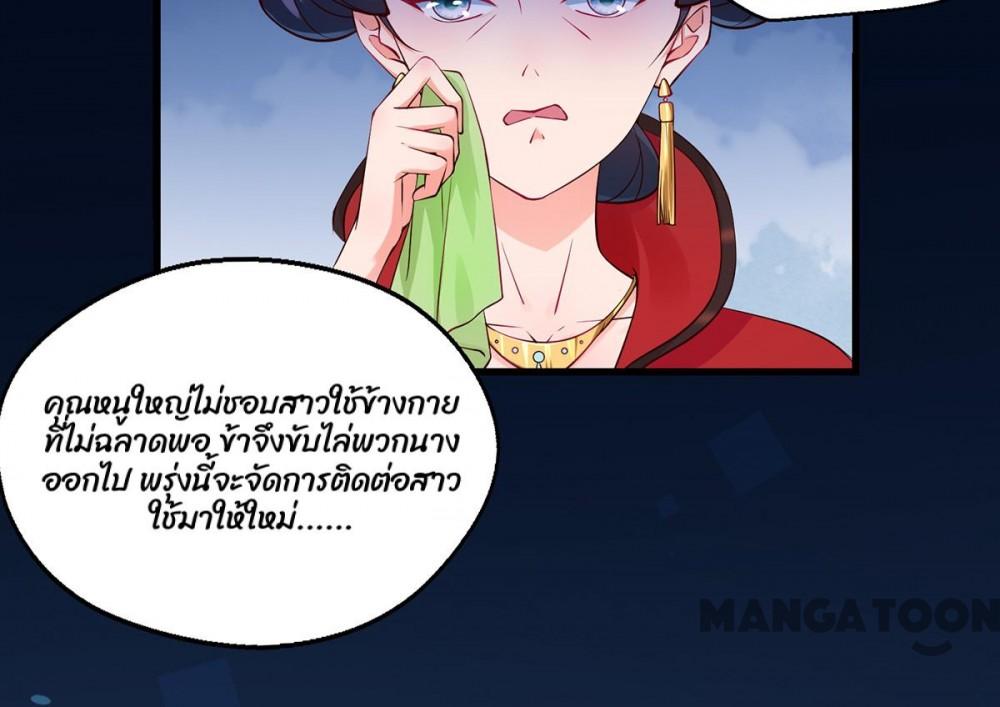 คุณหนูใหญ่ไม่ชอบสาวใช้ข้างกาย
ที่ไม่ฉลาดพอ ข้าจึงขับไล่พวกนาง
ออกไป พรุ่งนี้จะจัดการติดต่อสาว
ใช้มาให้ใหม่......
MANGATOON